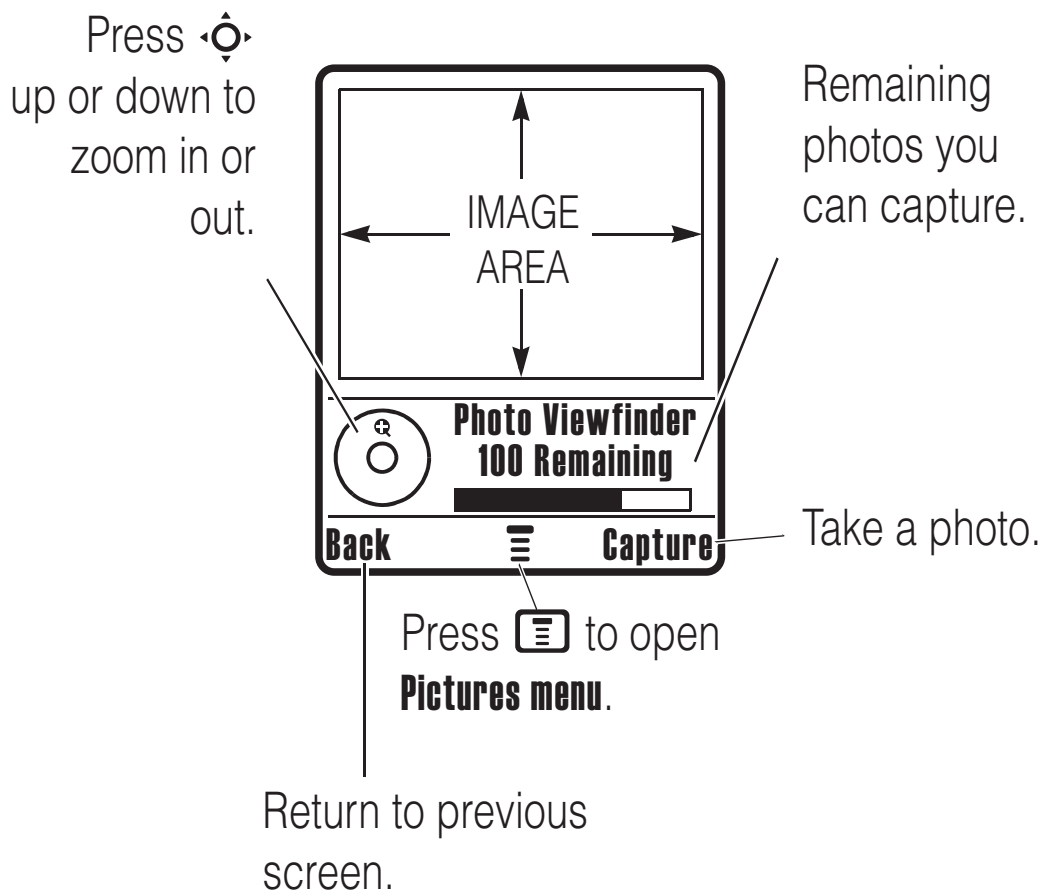 Press
up or down to
zoom in or
out.
Remaining
photos you
can capture.
IMAGE
AREA
Photo Viewfinder
100 Remaining
Back
Capture
Take a photo.
Press to open
Pictures menu.
Return to previous
screen.